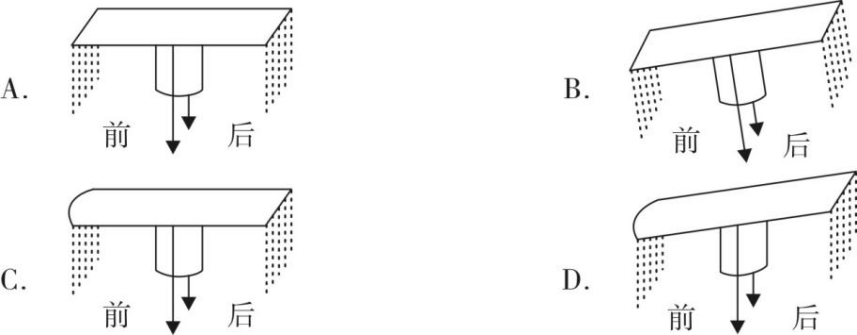 A. 前 后
B. 前 后
C. 前 后
D. 前 后